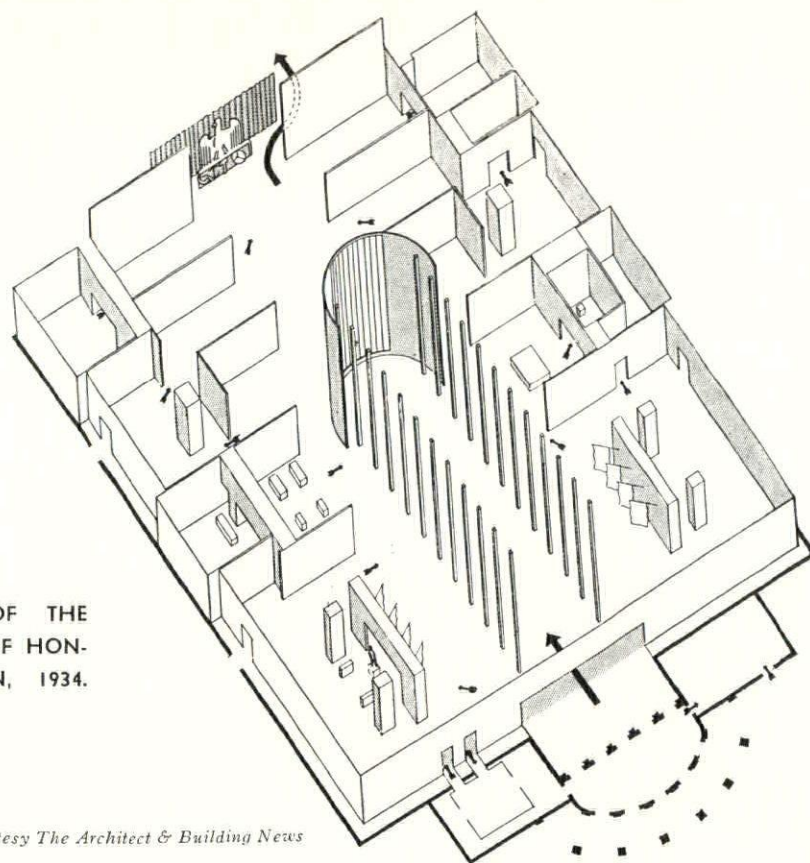 OF THE
F HON-
N, 1934.
tesy The Architect & Building News